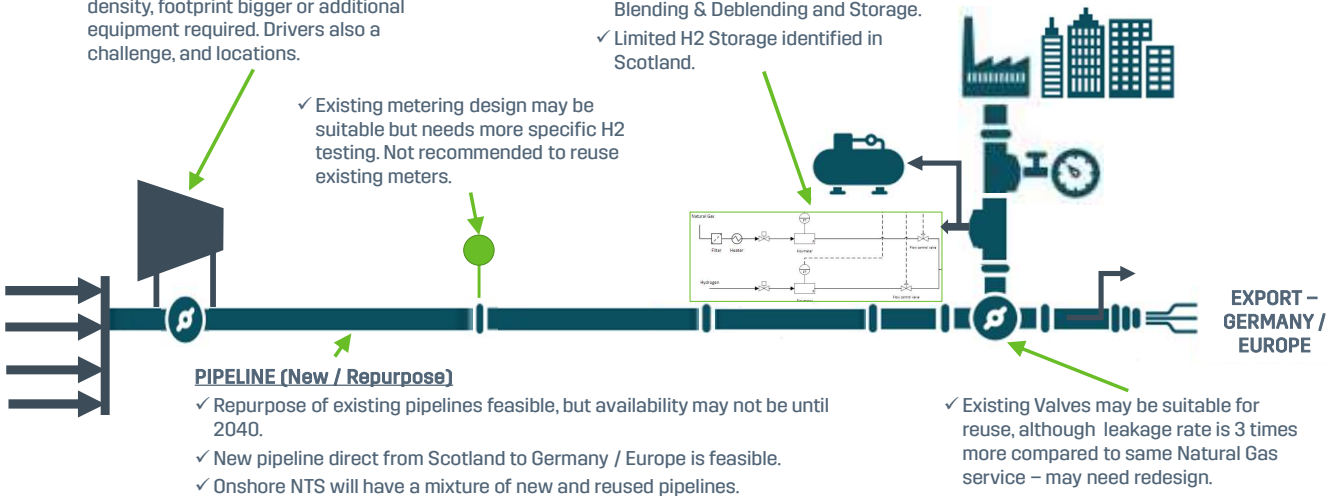 density, footprint bigger or additional
equipment required. Drivers also a
challenge, and locations.
Blending & Deblending and Storage.
✓ Limited H2 Storage identified in
Scotland.
✓ Existing metering design may be
suitable but needs more specific H2
testing. Not recommended to reuse
existing meters.
Natural Gas
Filter Heater
Flowmeter
Flow control valve
Hydrogen
Flow control valve
EXPORT –
GERMANY /
EUROPE
PIPELINE (New / Repurpose)
✓ Repurpose of existing pipelines feasible, but availability may not be until
2040.
✓ New pipeline direct from Scotland to Germany / Europe is feasible.
✓ Onshore NTS will have a mixture of new and reused pipelines.
✓ Existing Valves may be suitable for
reuse, although leakage rate is 3 times
more compared to same Natural Gas
service – may need redesign.